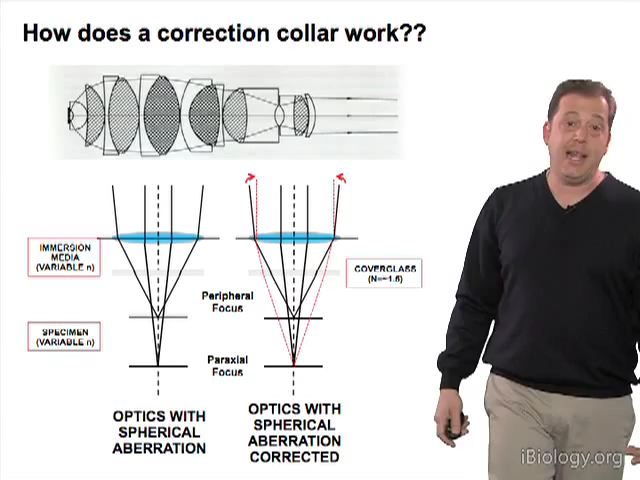 How does a correction collar work??
IMMERSION
MEDIA
(VARIABLE n)
COVERGLASS
(N=~1.5)
Peripheral
Focus
SPECIMEN
(VARIABLE n)
Paraxial
Focus
OPTICS WITH
SPHERICAL
ABERRATION
OPTICS WITH
SPHERICAL
ABERRATION
CORRECTED
iBiology.org